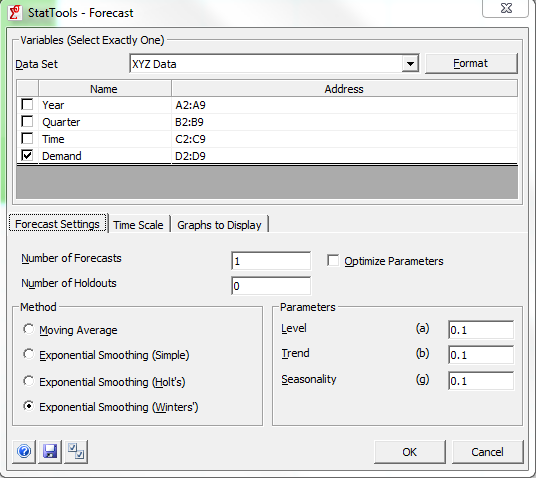 StatTools - Forecast
Variables (Select Exactly One)
Data Set XYZ Data Format
Name Address
Year A2:A9
Quarter B2:B9
Time C2:C9
Demand D2:D9
Forecast Settings Time Scale Graphs to Display
Number of Forecasts 1 Optimize Parameters
Number of Holdouts 0
Method
Moving Average
Exponential Smoothing (Simple)
Exponential Smoothing (Holt's)
Exponential Smoothing (Winters')
Parameters
Level (a) 0.1
Trend (b) 0.1
Seasonality (g) 0.1
OK Cancel